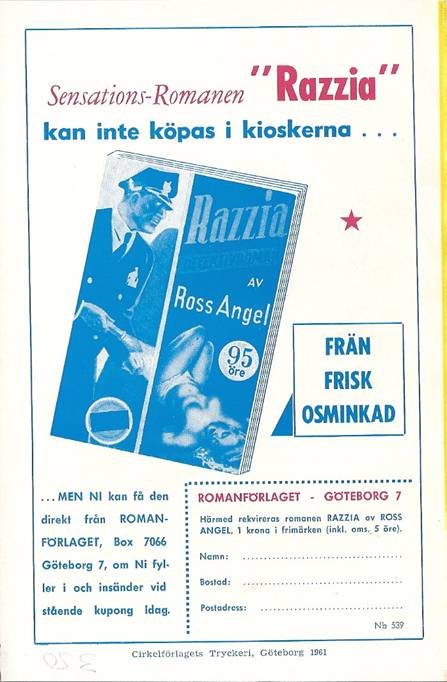 Sensations-Romanen "Razzia"
kan inte köpas i kioskerna ...
Razzia
DETEKTIVROMAN
AV
Ross Angel
95
öre
FRÄN
FRISK
OSMINKAD
...MEN NI kan få den
direkt från ROMAN-
FÖRLAGET, Box 7066
Göteborg 7, om Ni fyl-
ler i och insänder vid
stående kupong idag.
ROMANFÖRLAGET - GÖTEBORG 7
Härmed rekvireras romanen RAZZIA av ROSS
ANGEL, 1 krona i frimärken (inkl. oms. 5 öre).
Namn: ........................................
Bostad: ........................................
Postadress: ........................................
Nb 539
Cirkelförlagets Tryckeri, Göteborg 1961